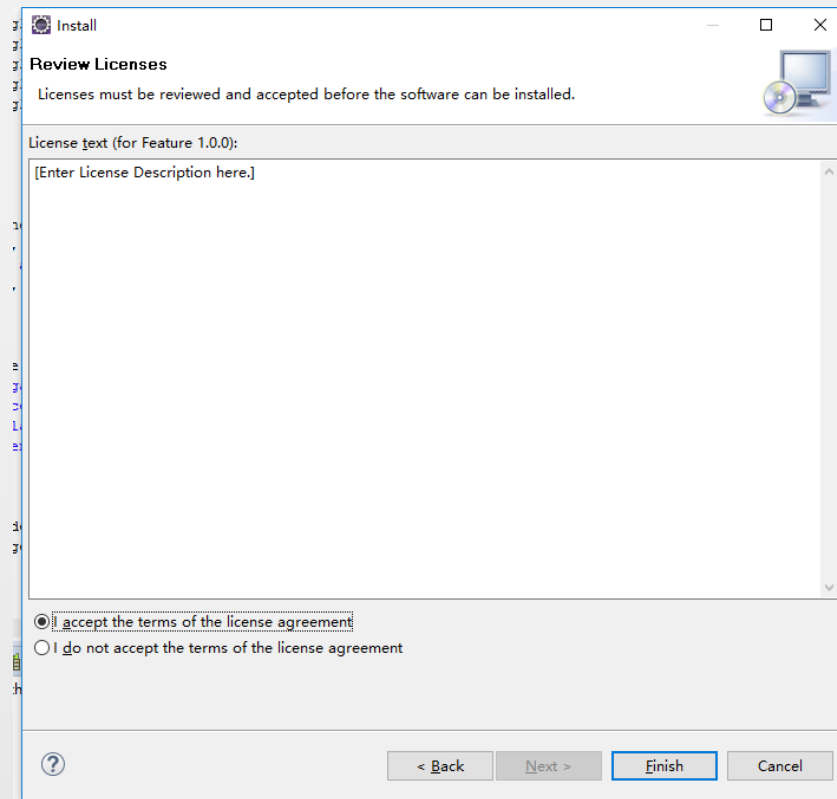 Install
Review Licenses
Licenses must be reviewed and accepted before the software can be installed.
License text (for Feature 1.0.0):
[Enter License Description here.]
I accept the terms of the license agreement
I do not accept the terms of the license agreement
< Back
Next >
Finish
Cancel